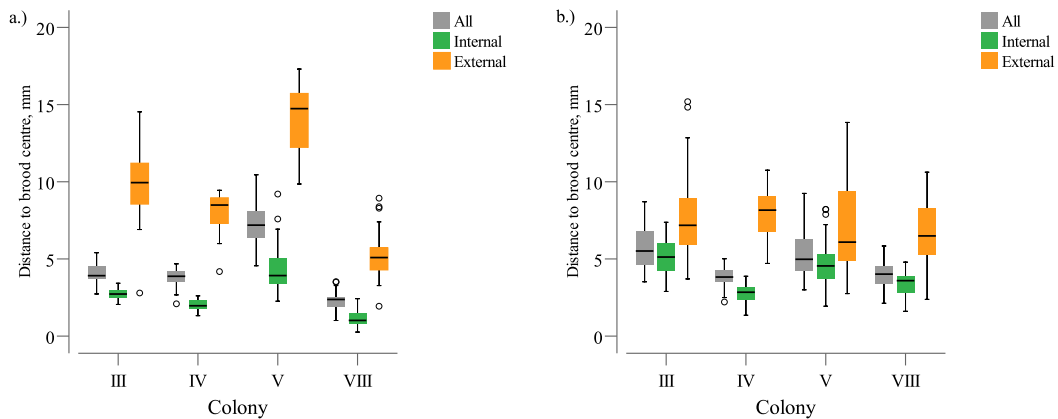 a.)
20
15
10
5
0
Distance to brood centre, mm
III IV V VIII
Colony
All
Internal
External
b.)
20
15
10
5
0
Distance to brood centre, mm
III IV V VIII
Colony
All
Internal
External